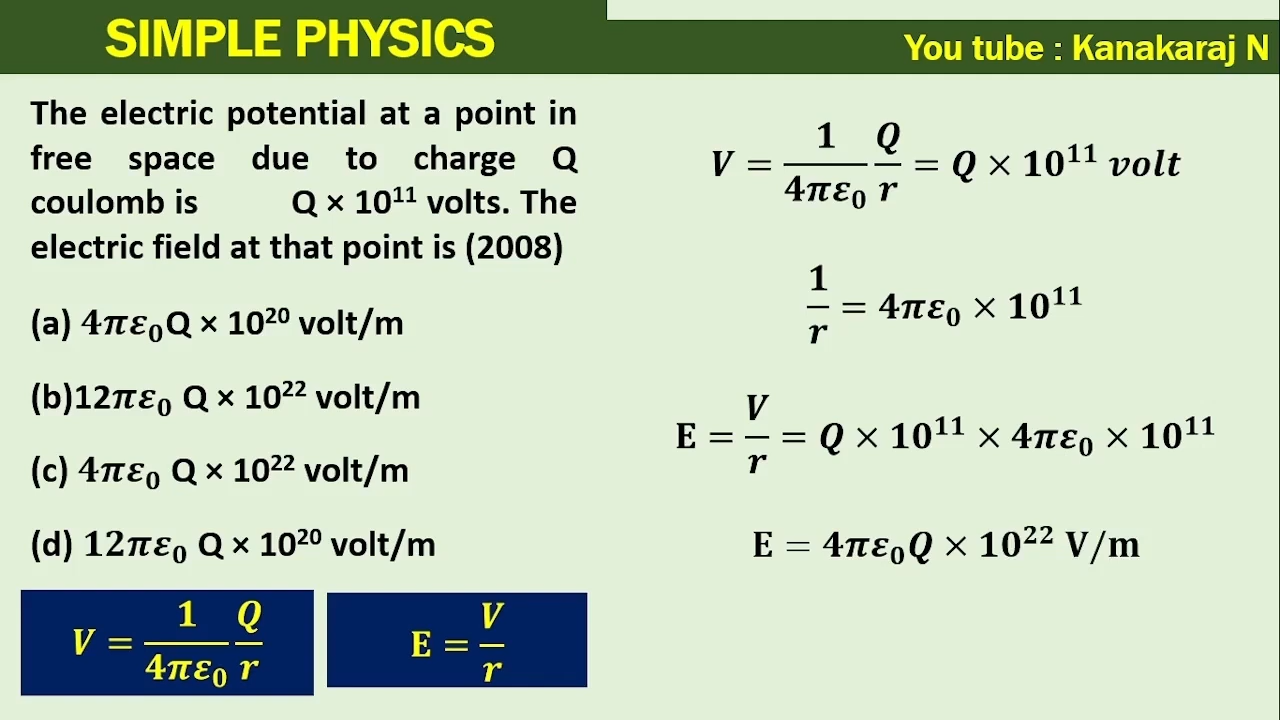 SIMPLE PHYSICS
You tube : Kanakaraj N
The electric potential at a point in
free space due to charge Q
coulomb is Q × 10¹¹ volts. The
electric field at that point is (2008)
(a) 4πε₀Q × 10²⁰ volt/m
(b)12πε₀ Q × 10²² volt/m
(c) 4πε₀ Q × 10²² volt/m
(d) 12πε₀ Q × 10²⁰ volt/m
V = 1/4πε₀ Q/r
E = V/r
V = 1/4πε₀ Q/r = Q × 10¹¹ volt
1/r = 4πε₀ × 10¹¹
E = V/r = Q × 10¹¹ × 4πε₀ × 10¹¹
E = 4πε₀Q × 10²² V/m